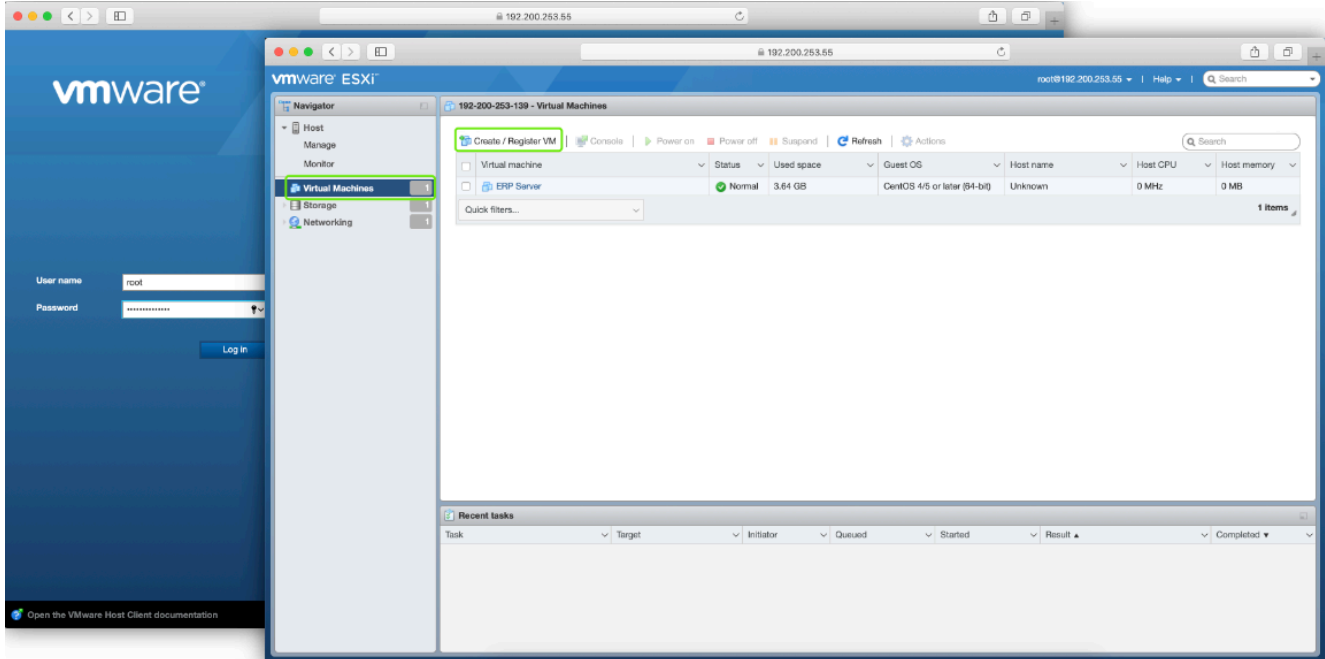 192.200.253.55
vmware®
User name
root
Password
••••••••••••••
Log in
Open the VMware Host Client documentation
192.200.253.55
vmware® ESXi™
root@192.200.253.55 | Help | Search
Navigator
Host
Manage
Monitor
Virtual Machines 1
Storage 1
Networking 1
192-200-253-139 - Virtual Machines
Create / Register VM | Console | Power on Power off Suspend | Refresh | Actions
Search
Virtual machine Status Used space Guest OS Host name Host CPU Host memory
ERP Server Normal 3.64 GB CentOS 4/5 or later (64-bit) Unknown 0 MHz 0 MB
Quick filters...
1 items
Recent tasks
Task Target Initiator Queued Started Result ▲ Completed ▼